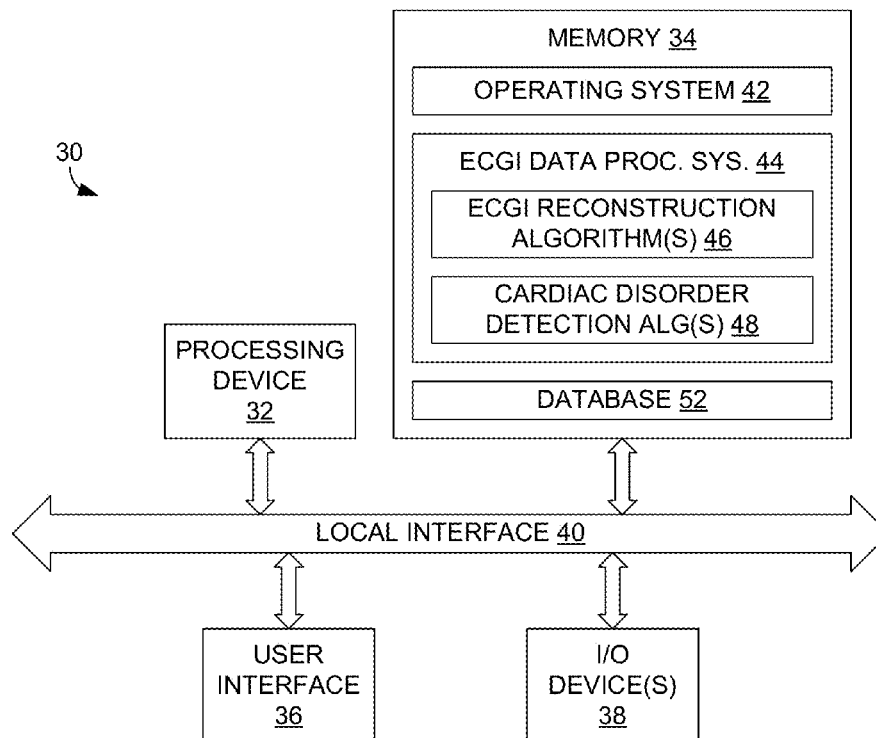 MEMORY 34
OPERATING SYSTEM 42
30
ECGI DATA PROC. SYS. 44
ECGI RECONSTRUCTION
ALGORITHM(S) 46
CARDIAC DISORDER
DETECTION ALG(S) 48
PROCESSING
DEVICE
32
DATABASE 52
LOCAL INTERFACE 40
USER
INTERFACE
36
I/O
DEVICE(S)
38